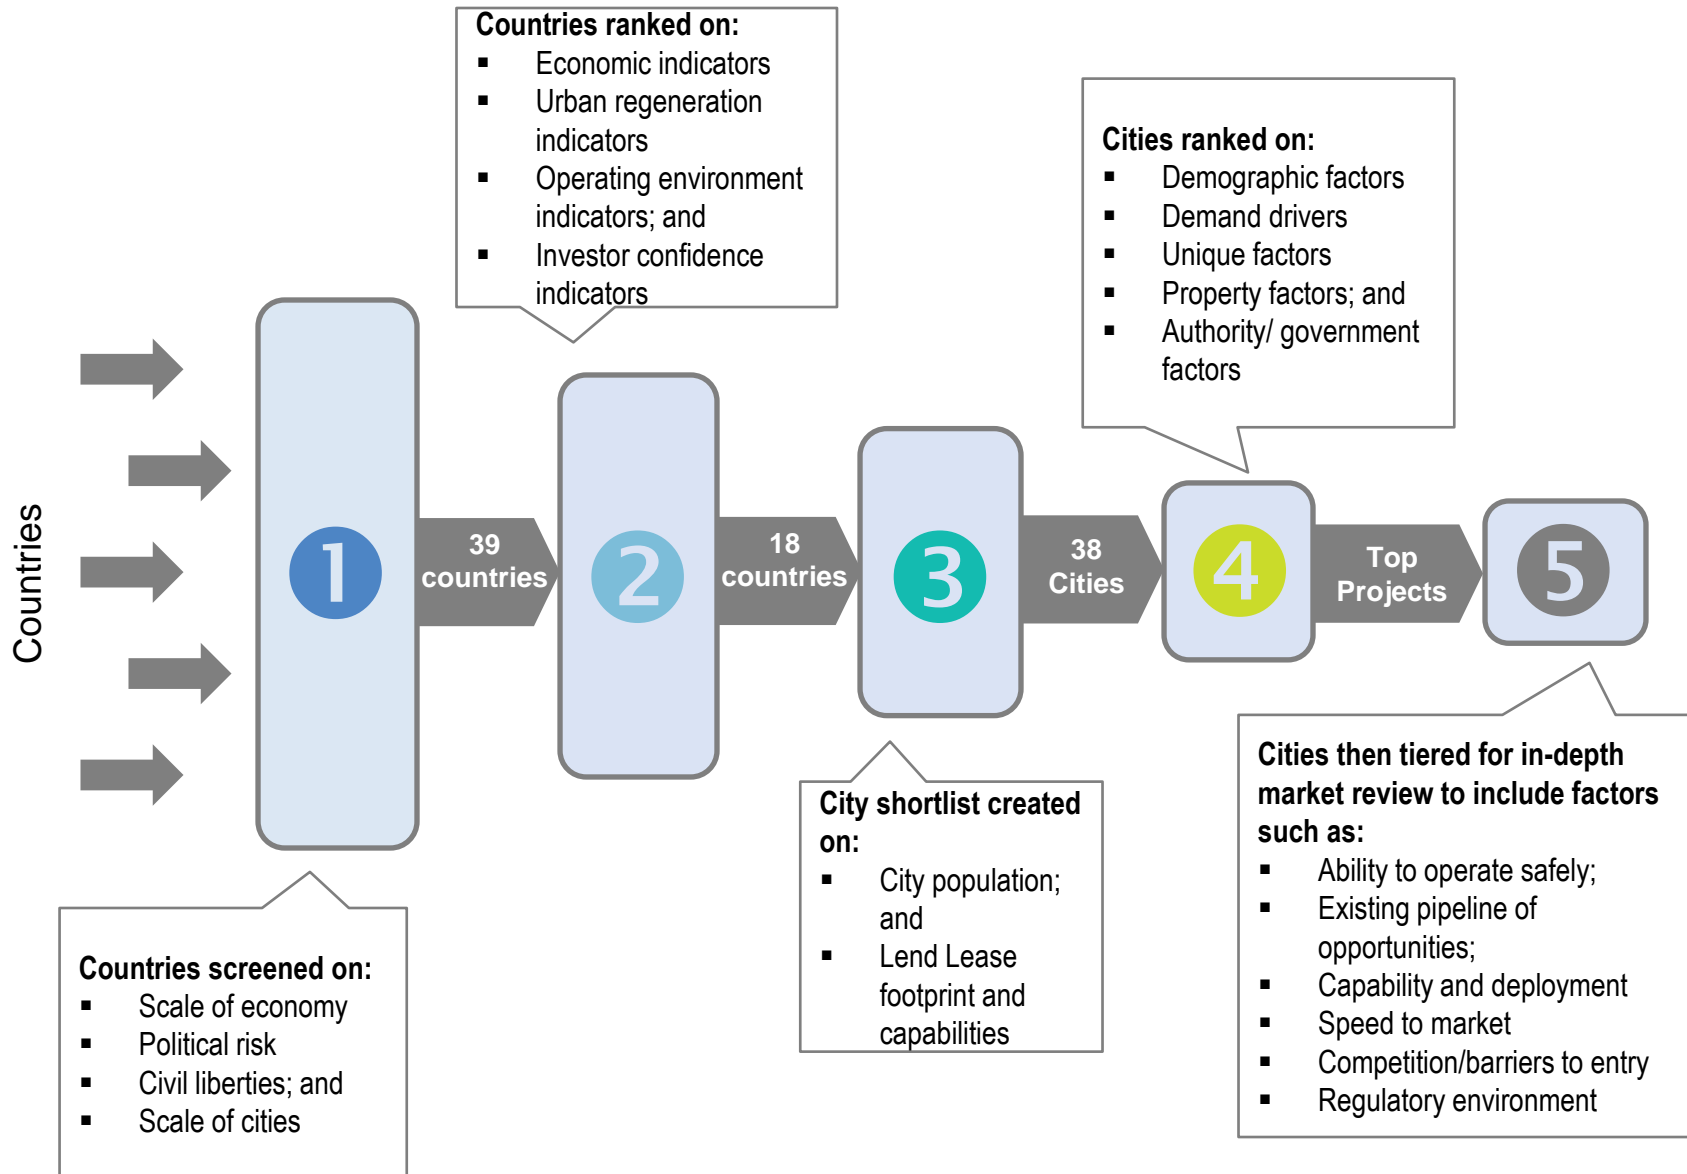 Countries ranked on:
▪ Economic indicators
▪ Urban regeneration
indicators
▪ Operating environment
indicators; and
▪ Investor confidence
indicators
Cities ranked on:
▪ Demographic factors
▪ Demand drivers
▪ Unique factors
▪ Property factors; and
▪ Authority/ government
factors
Countries
1
39
countries
2
18
countries
3
38
Cities
4
Top
Projects
5
Countries screened on:
▪ Scale of economy
▪ Political risk
▪ Civil liberties; and
▪ Scale of cities
City shortlist created
on:
▪ City population;
and
▪ Lend Lease
footprint and
capabilities
Cities then tiered for in-depth
market review to include factors
such as:
▪ Ability to operate safely;
▪ Existing pipeline of
opportunities;
▪ Capability and deployment
▪ Speed to market
▪ Competition/barriers to entry
▪ Regulatory environment